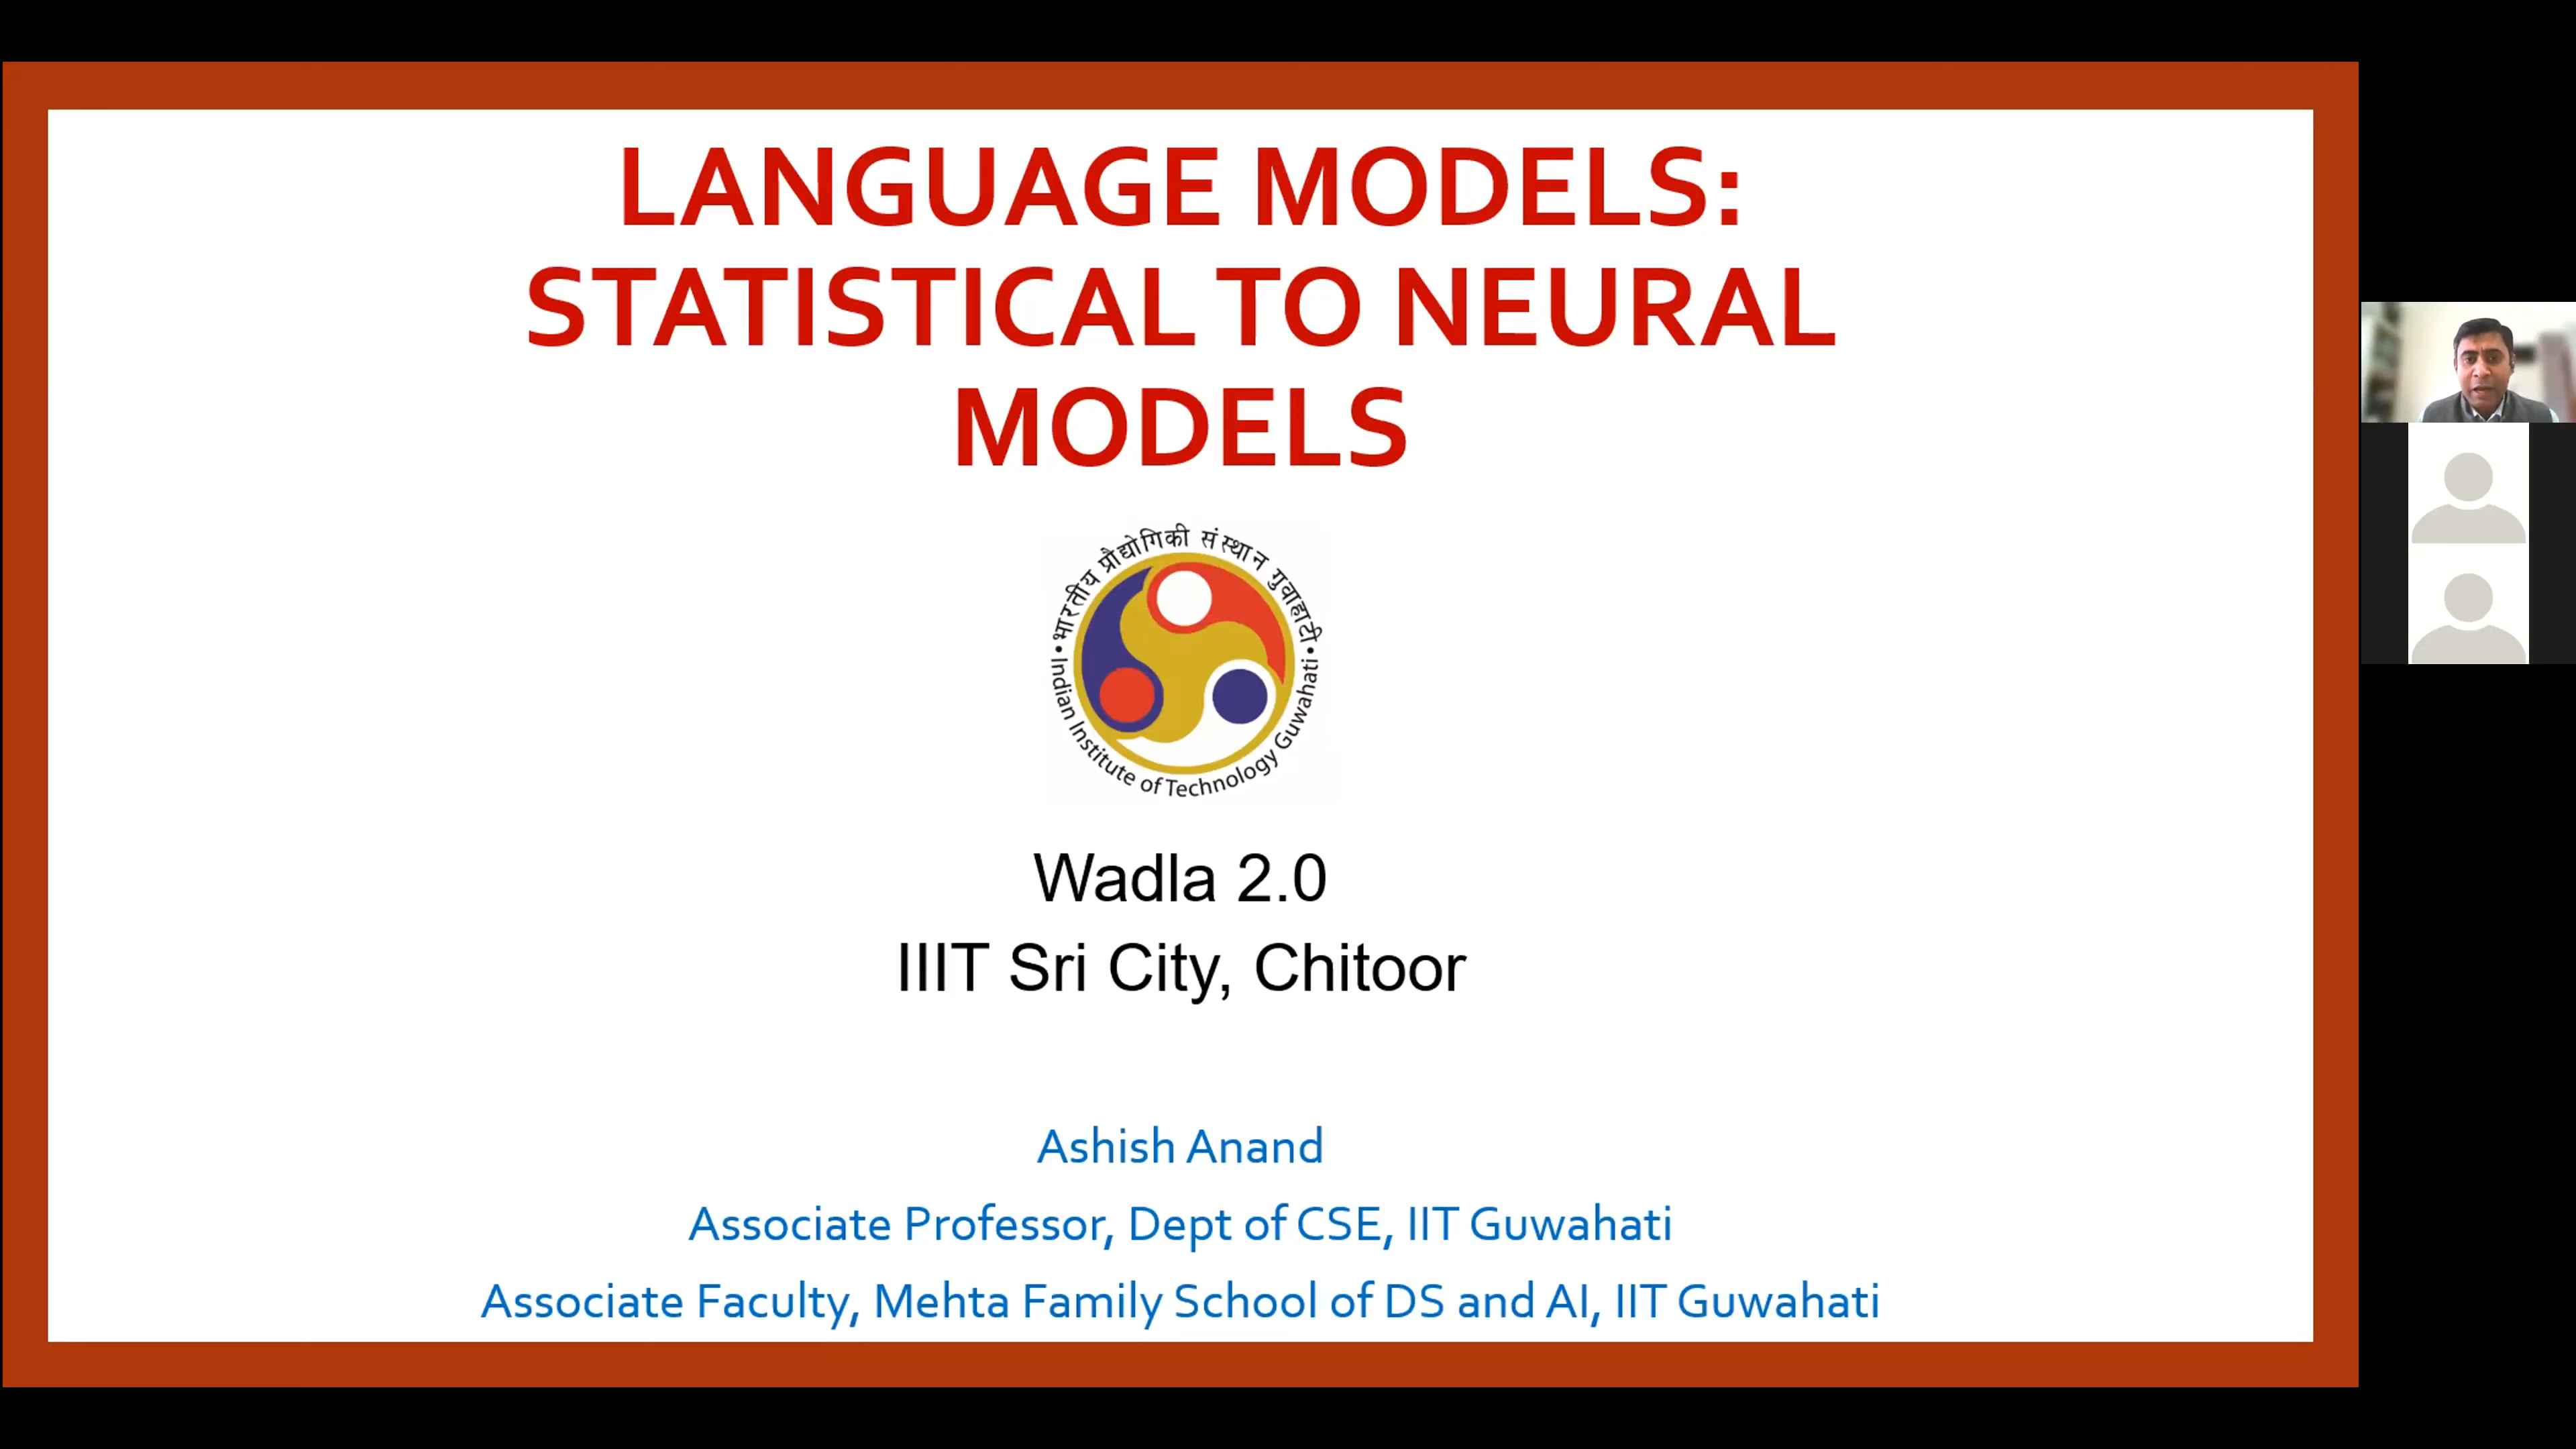 LANGUAGE MODELS:
STATISTICAL TO NEURAL
MODELS
• भारतीय प्रौद्योगिकी संस्थान गुवाहाटी •
Indian Institute of Technology Guwahati
Wadla 2.0
IIIT Sri City, Chitoor
Ashish Anand
Associate Professor, Dept of CSE, IIT Guwahati
Associate Faculty, Mehta Family School of DS and AI, IIT Guwahati